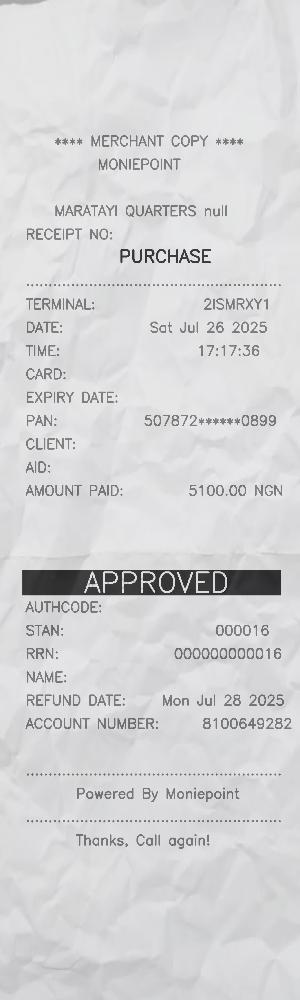 **** MERCHANT COPY ****
MONIEPOINT
MARATAYI QUARTERS null
RECEIPT NO:
PURCHASE
TERMINAL: 2ISMRXY1
DATE: Sat Jul 26 2025
TIME: 17:17:36
CARD:
EXPIRY DATE:
PAN: 507872******0899
CLIENT:
AID:
AMOUNT PAID: 5100.00 NGN
APPROVED
AUTHCODE:
STAN: 000016
RRN: 000000000016
NAME:
REFUND DATE: Mon Jul 28 2025
ACCOUNT NUMBER: 8100649282
Powered By Moniepoint
Thanks, Call again!